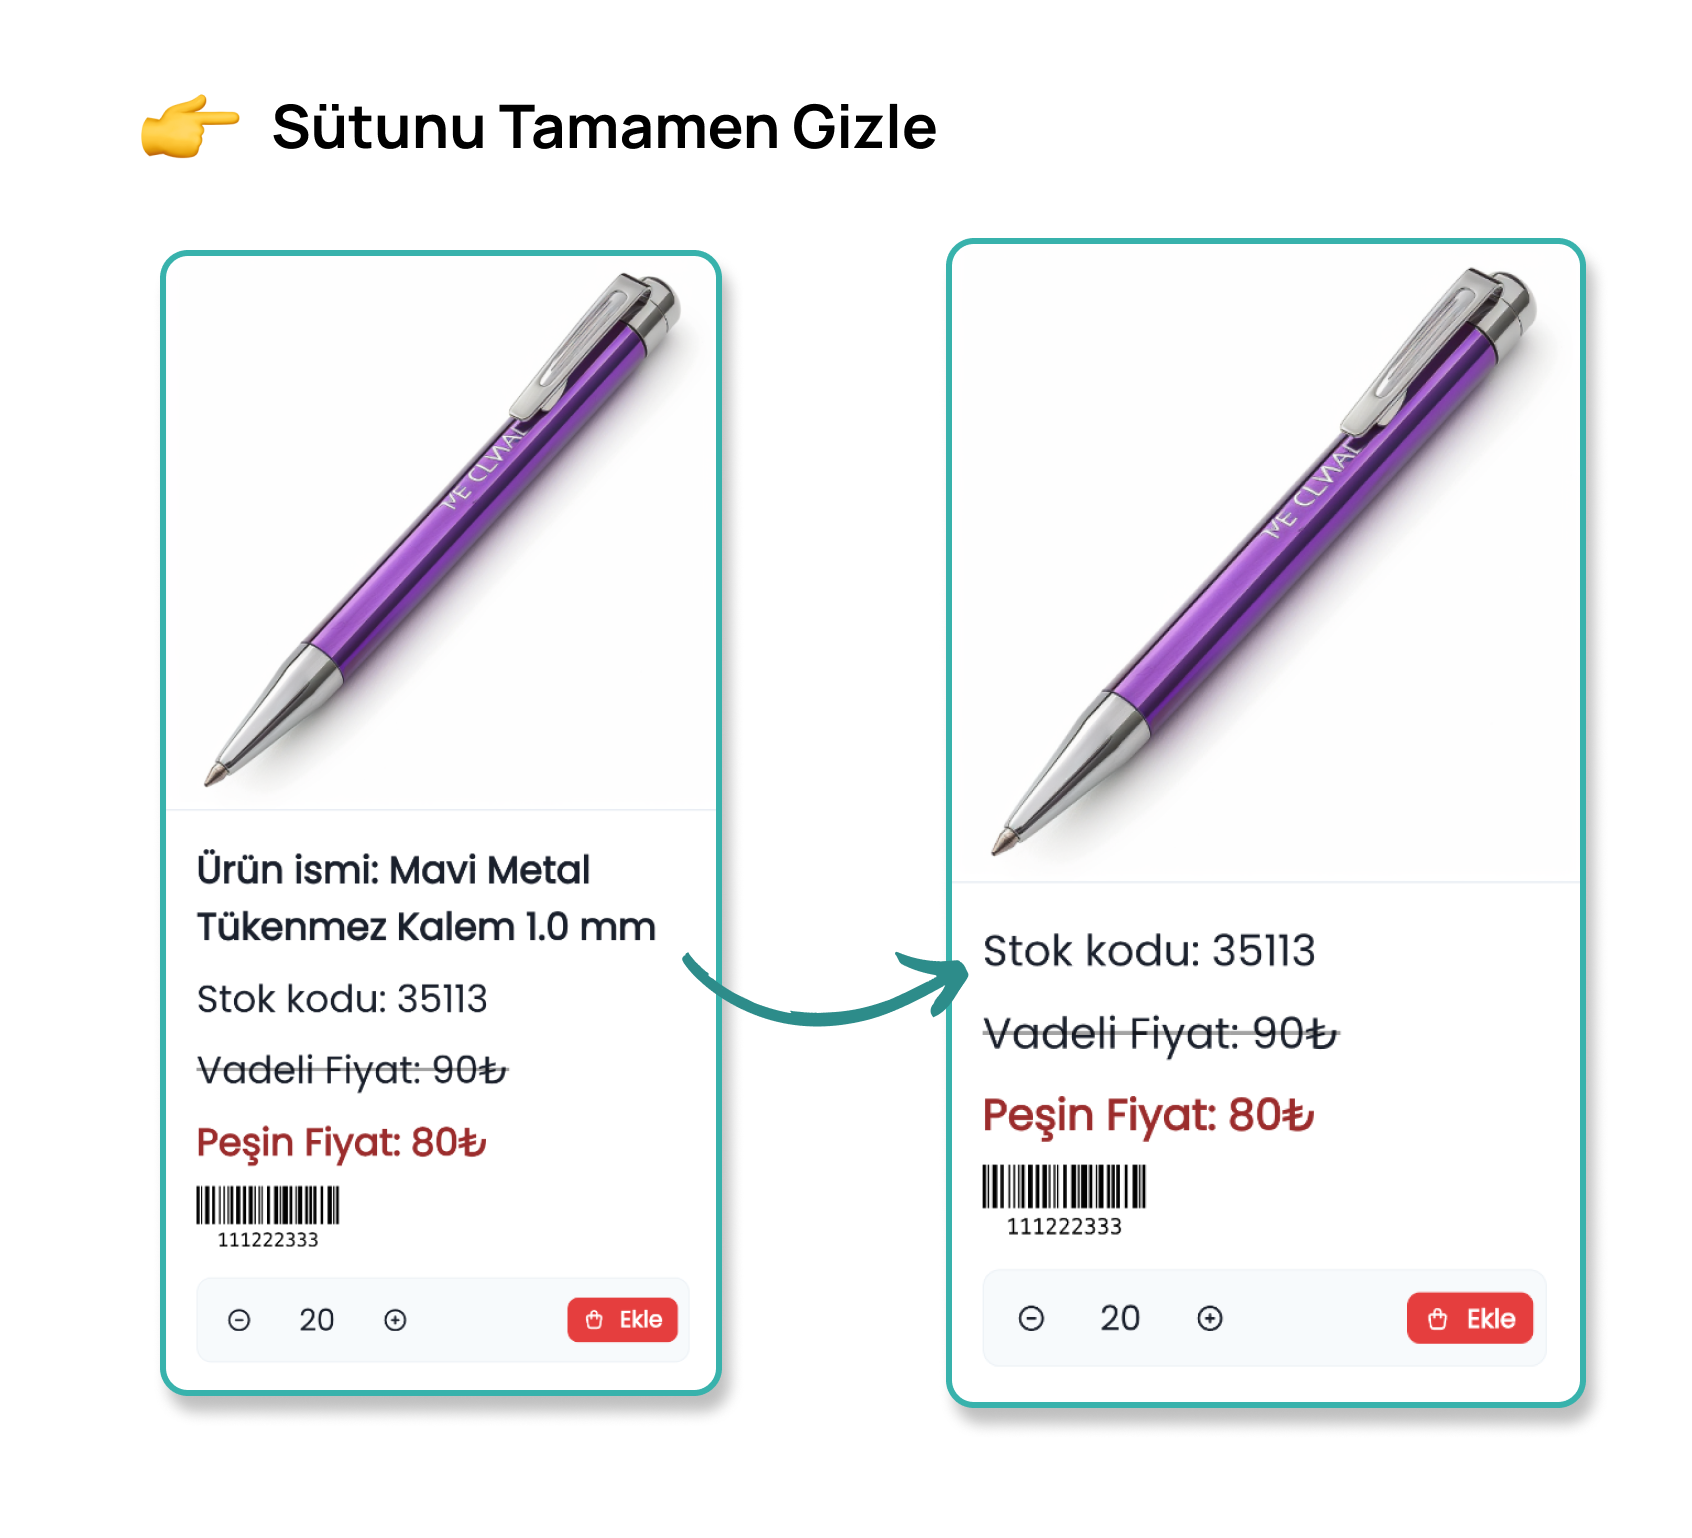 Sütunu Tamamen Gizle
Ürün ismi: Mavi Metal
Tükenmez Kalem 1.0 mm
Stok kodu: 35113
Vadeli Fiyat: 90₺
Peşin Fiyat: 80₺
111222333
20
Ekle
Stok kodu: 35113
Vadeli Fiyat: 90₺
Peşin Fiyat: 80₺
111222333
20
Ekle